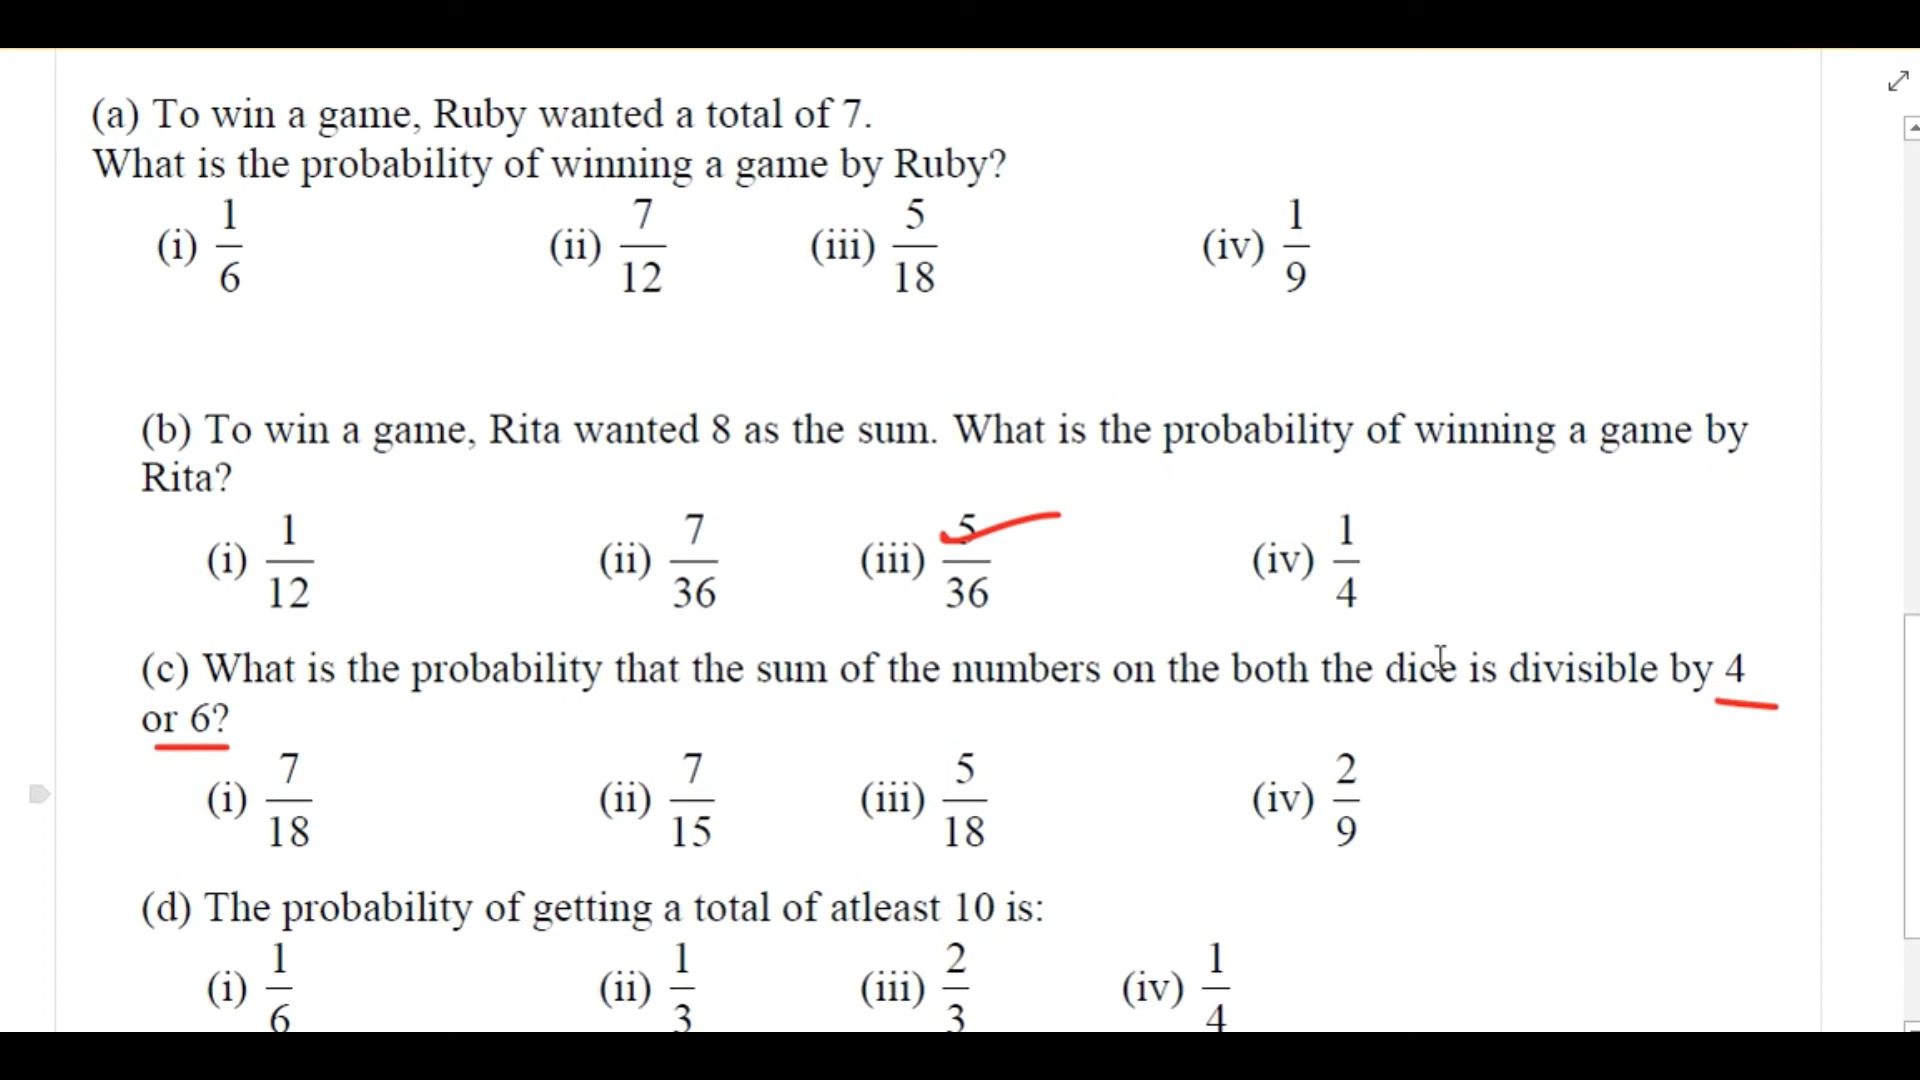 (a) To win a game, Ruby wanted a total of 7.
What is the probability of winning a game by Ruby?
(i) 1/6 (ii) 7/12 (iii) 5/18 (iv) 1/9
(b) To win a game, Rita wanted 8 as the sum. What is the probability of winning a game by
Rita?
(i) 1/12 (ii) 7/36 (iii) 5/36 (iv) 1/4
(c) What is the probability that the sum of the numbers on the both the dice is divisible by 4
or 6?
(i) 7/18 (ii) 7/15 (iii) 5/18 (iv) 2/9
(d) The probability of getting a total of atleast 10 is:
(i) 1/6 (ii) 1/3 (iii) 2/3 (iv) 1/4